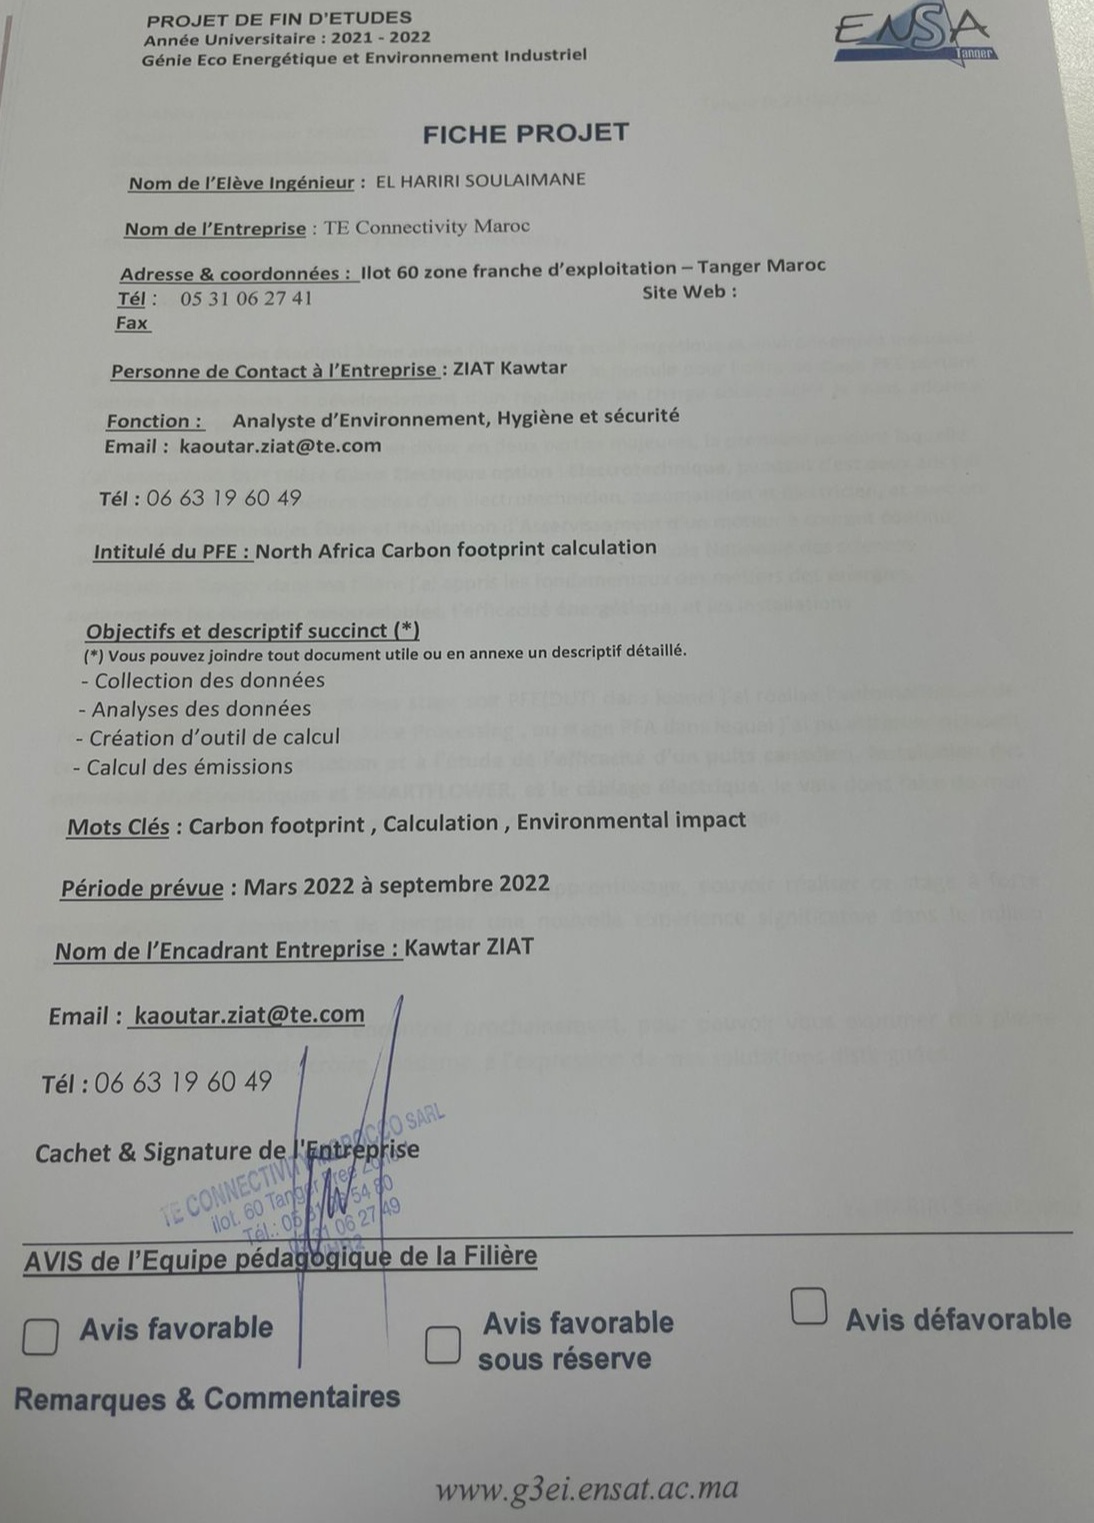 PROJET DE FIN D'ETUDES
Année Universitaire : 2021 - 2022
Génie Eco Energétique et Environnement Industriel
ENSA
Tanger
FICHE PROJET
Nom de l'Elève Ingénieur : EL HARIRI SOULAIMANE
Nom de l'Entreprise : TE Connectivity Maroc
Adresse & coordonnées : Ilot 60 zone franche d'exploitation – Tanger Maroc
Tél : 05 31 06 27 41 Site Web :
Fax
Personne de Contact à l'Entreprise : ZIAT Kawtar
Fonction : Analyste d'Environnement, Hygiène et sécurité
Email : kaoutar.ziat@te.com
Tél : 06 63 19 60 49
Intitulé du PFE : North Africa Carbon footprint calculation
Objectifs et descriptif succinct (*)
(*) Vous pouvez joindre tout document utile ou en annexe un descriptif détaillé.
- Collection des données
- Analyses des données
- Création d'outil de calcul
- Calcul des émissions
Mots Clés : Carbon footprint , Calculation , Environmental impact
Période prévue : Mars 2022 à septembre 2022
Nom de l'Encadrant Entreprise : Kawtar ZIAT
Email : kaoutar.ziat@te.com
Tél : 06 63 19 60 49
Cachet & Signature de l'Entreprise
TE CONNECTIVITY MOROCCO SARL
ilot. 60 Tanger Free Zone
Tél.: 05 31 06 54 80
31 06 27 49
AVIS de l'Equipe pédagogique de la Filière
Avis favorable
Avis favorable sous réserve
Avis défavorable
Remarques & Commentaires
www.g3ei.ensat.ac.ma